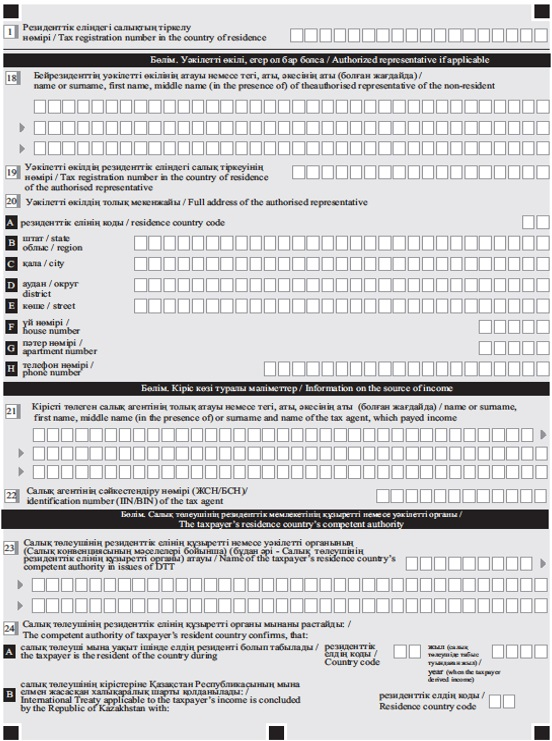 1 Резиденттік еліндегі салықтың тіркелу
нөмірі / Tax registration number in the country of residence
Бөлім. Уәкілетті өкілі, егер ол бар болса / Authorized representative if applicable
18 Бейрезиденттің уәкілетті өкілінің атауы немесе тегі, аты, әкесінің аты (болған жағдайда) /
name or surname, first name, middle name (in the presence of) of theauthorised representative of the non-resident
19 Уәкілетті өкілдің резиденттік еліндегі салық тіркеуінің
нөмірі / Tax registration number in the country of residence
of the authorised representative
20 Уәкілетті өкілдің толық мекенжайы / Full address of the authorised representative
A резиденттік елінің коды / residence country code
B штат / state
облыс / region
C қала / city
D аудан / округ
district
E көше / street
F үй нөмірі /
house number
G пәтер нөмірі /
apartment number
H телефон нөмірі /
phone number
Бөлім. Кіріс көзі туралы мәліметтер / Information on the source of income
21 Кірісті төлеген салық агентінің толық атауы немесе тегі, аты, әкесінің аты (болған жағдайда) / name or surname,
first name, middle name (in the presence of) or surname and name of the tax agent, which payed income
22 Салық агентінің сәйкестендіру нөмірі (ЖСН/БСН)/
identification number (IIN/BIN) of the tax agent
Бөлім. Салық төлеушінің резиденттік мемлекетінің құзыретті немесе уәкілетті органы /
The taxpayer's residence country's competent authority
23 Салық төлеушінің резиденттік елінің құзыретті немесе уәкілетті органының
(Салық конвенциясының мәселелері бойынша) (бұдан әрі - Салық төлеушінің
резиденттік елінің құзыретті органы) атауы / Name of the taxpayer's residence country's
competent authority in issues of DTT
24 Салық төлеушінің резиденттік елінің құзыретті органы мынаны растайды: /
The competent authority of taxpayer's resident country confirms, that:
A салық төлеуші мына уақыт ішінде елдің резиденті болып табылады /
the taxpayer is the resident of the country during
резиденттік
елдің коды /
Country code
жыл (салық
төлеушіде табыс
туындаған жыл) /
year (when the taxpayer
derived income)
B салық төлеушінің кірістеріне Қазақстан Республикасының мына
елмен жасасқан халықаралық шарты қолданылады: /
International Treaty applicable to the taxpayer's income is concluded
by the Republic of Kazakhstan with:
резиденттік елдің коды /
Residence country code